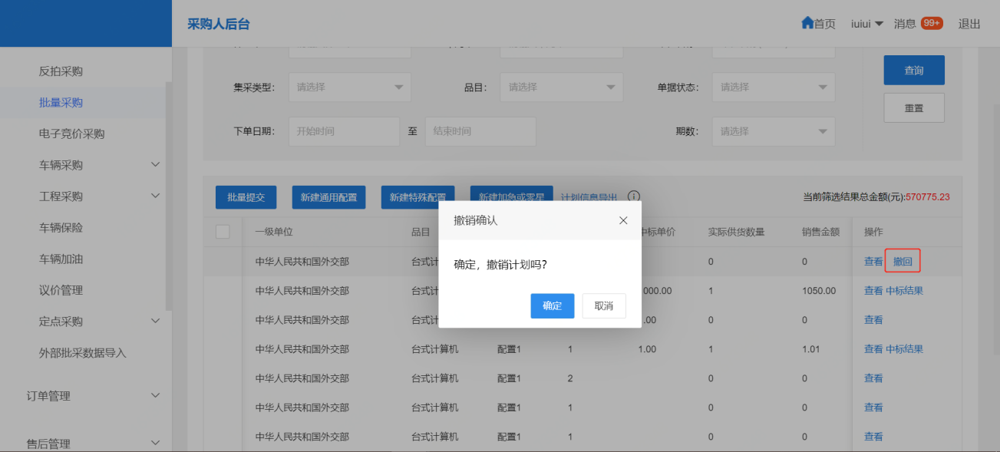 采购人后台
首页 iuiui 消息 99+ 退出
反拍采购
批量采购
电子竞价采购
车辆采购
工程采购
车辆保险
车辆加油
议价管理
定点采购
外部批采数据导入
订单管理
售后管理
集采类型: 请选择 品目: 请选择 单据状态: 请选择
查询
重置
下单日期: 开始时间 至 结束时间 期数: 请选择
批量提交 新建通用配置 新建特殊配置 新建加急或零星 计划信息导出 当前筛选结果总金额(元):570775.23
一级单位 品目 中标单价 实际供货数量 销售金额 操作
中华人民共和国外交部 台式计 0 0 查看 撤回
中华人民共和国外交部 台式计 000.00 1 1050.00 查看 中标结果
中华人民共和国外交部 台式计 .00 0 0 查看
中华人民共和国外交部 台式计算机 配置1 1 1.00 1 1.01 查看 中标结果
中华人民共和国外交部 台式计算机 配置1 2 0 0 查看
中华人民共和国外交部 台式计算机 配置1 1 0 0 查看
中华人民共和国外交部 台式计算机 配置1 1 0 0 查看
撤销确认
确定，撤销计划吗?
确定 取消